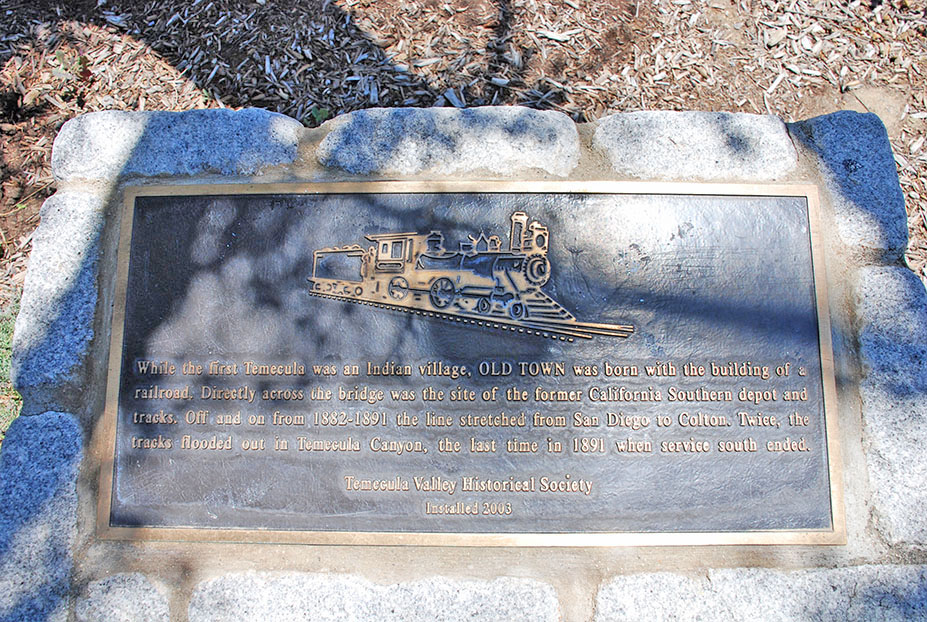 While the first Temecula was an Indian village, OLD TOWN was born with the building of a
railroad. Directly across the bridge was the site of the former California Southern depot and
tracks. Off and on from 1882-1891 the line stretched from San Diego to Colton. Twice, the
tracks flooded out in Temecula Canyon, the last time in 1891 when service south ended.
Temecula Valley Historical Society
Installed 2003